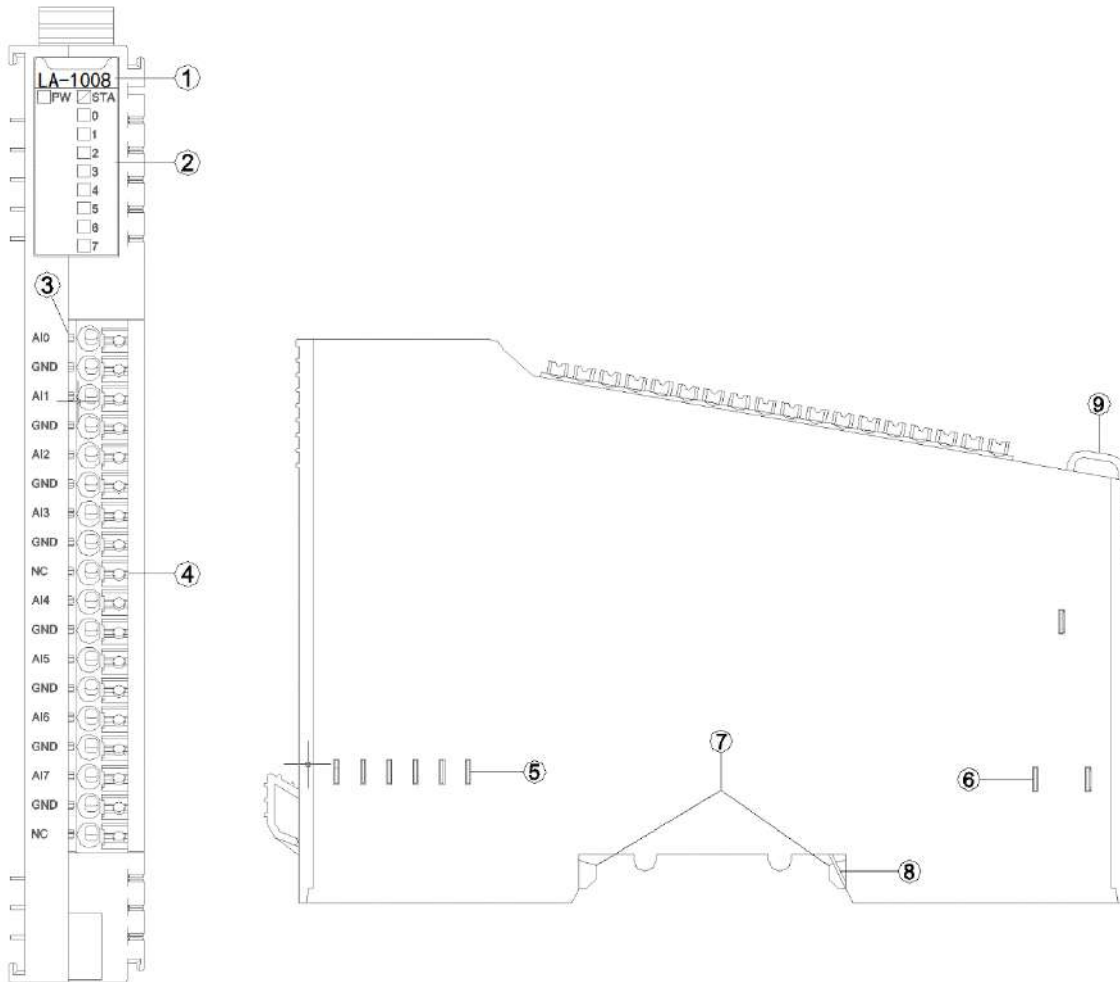 LA-1008
①
PW STA
0
1
②
2
3
4
5
6
7
③
AI0
GND
AI1
GND
AI2
GND
AI3
GND
NC
④
AI4
GND
AI5
GND
AI6
GND
AI7
GND
NC
⑨
⑦
⑤
⑥
⑧